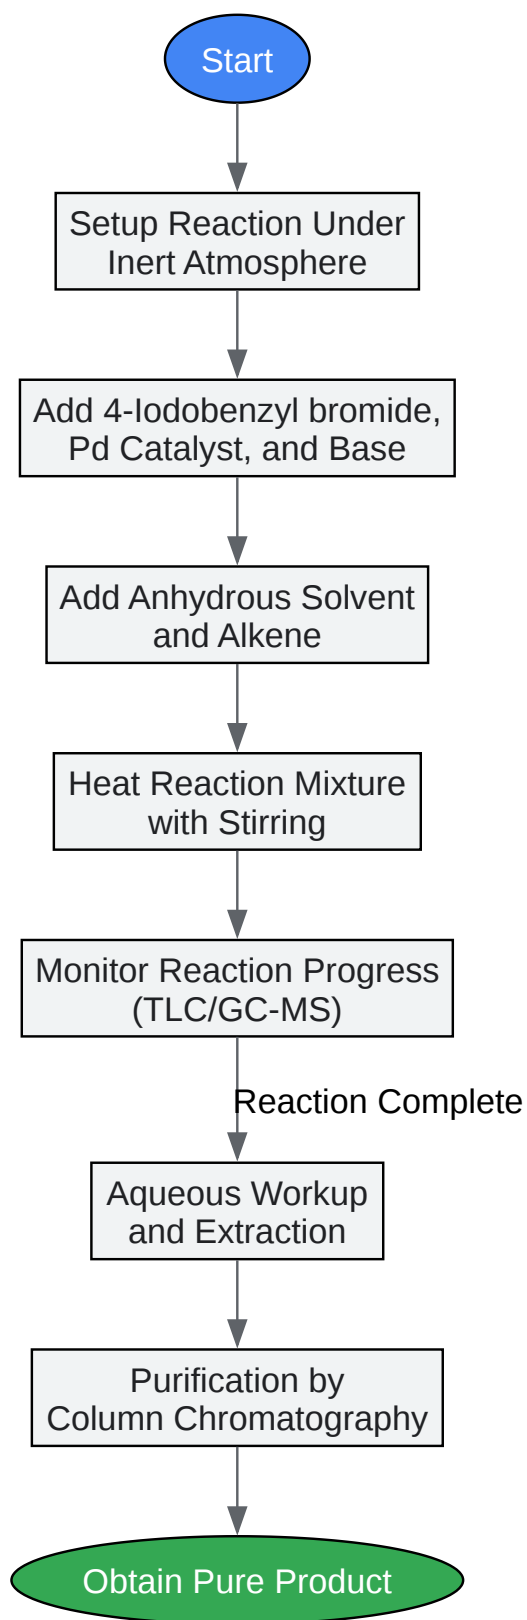 Start
Setup Reaction Under
Inert Atmosphere
Add 4-Iodobenzyl bromide,
Pd Catalyst, and Base
Add Anhydrous Solvent
and Alkene
Heat Reaction Mixture
with Stirring
Monitor Reaction Progress
(TLC/GC-MS)
Reaction Complete
Aqueous Workup
and Extraction
Purification by
Column Chromatography
Obtain Pure Product